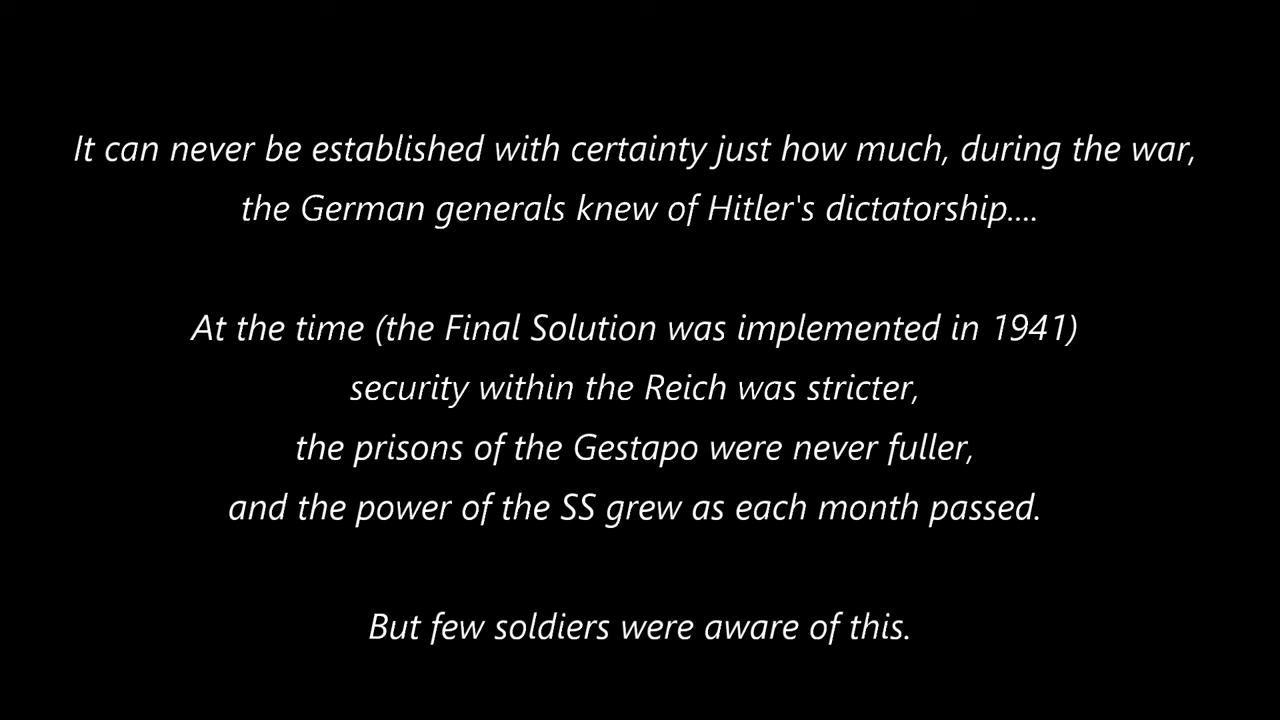 It can never be established with certainty just how much, during the war,
the German generals knew of Hitler's dictatorship....
At the time (the Final Solution was implemented in 1941)
security within the Reich was stricter,
the prisons of the Gestapo were never fuller,
and the power of the SS grew as each month passed.
But few soldiers were aware of this.